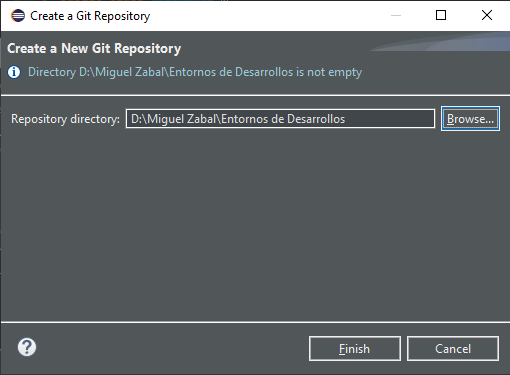 Create a Git Repository
Create a New Git Repository
Directory D:\Miguel Zabal\Entornos de Desarrollos is not empty
Repository directory: D:\Miguel Zabal\Entornos de Desarrollos Browse...
Finish Cancel